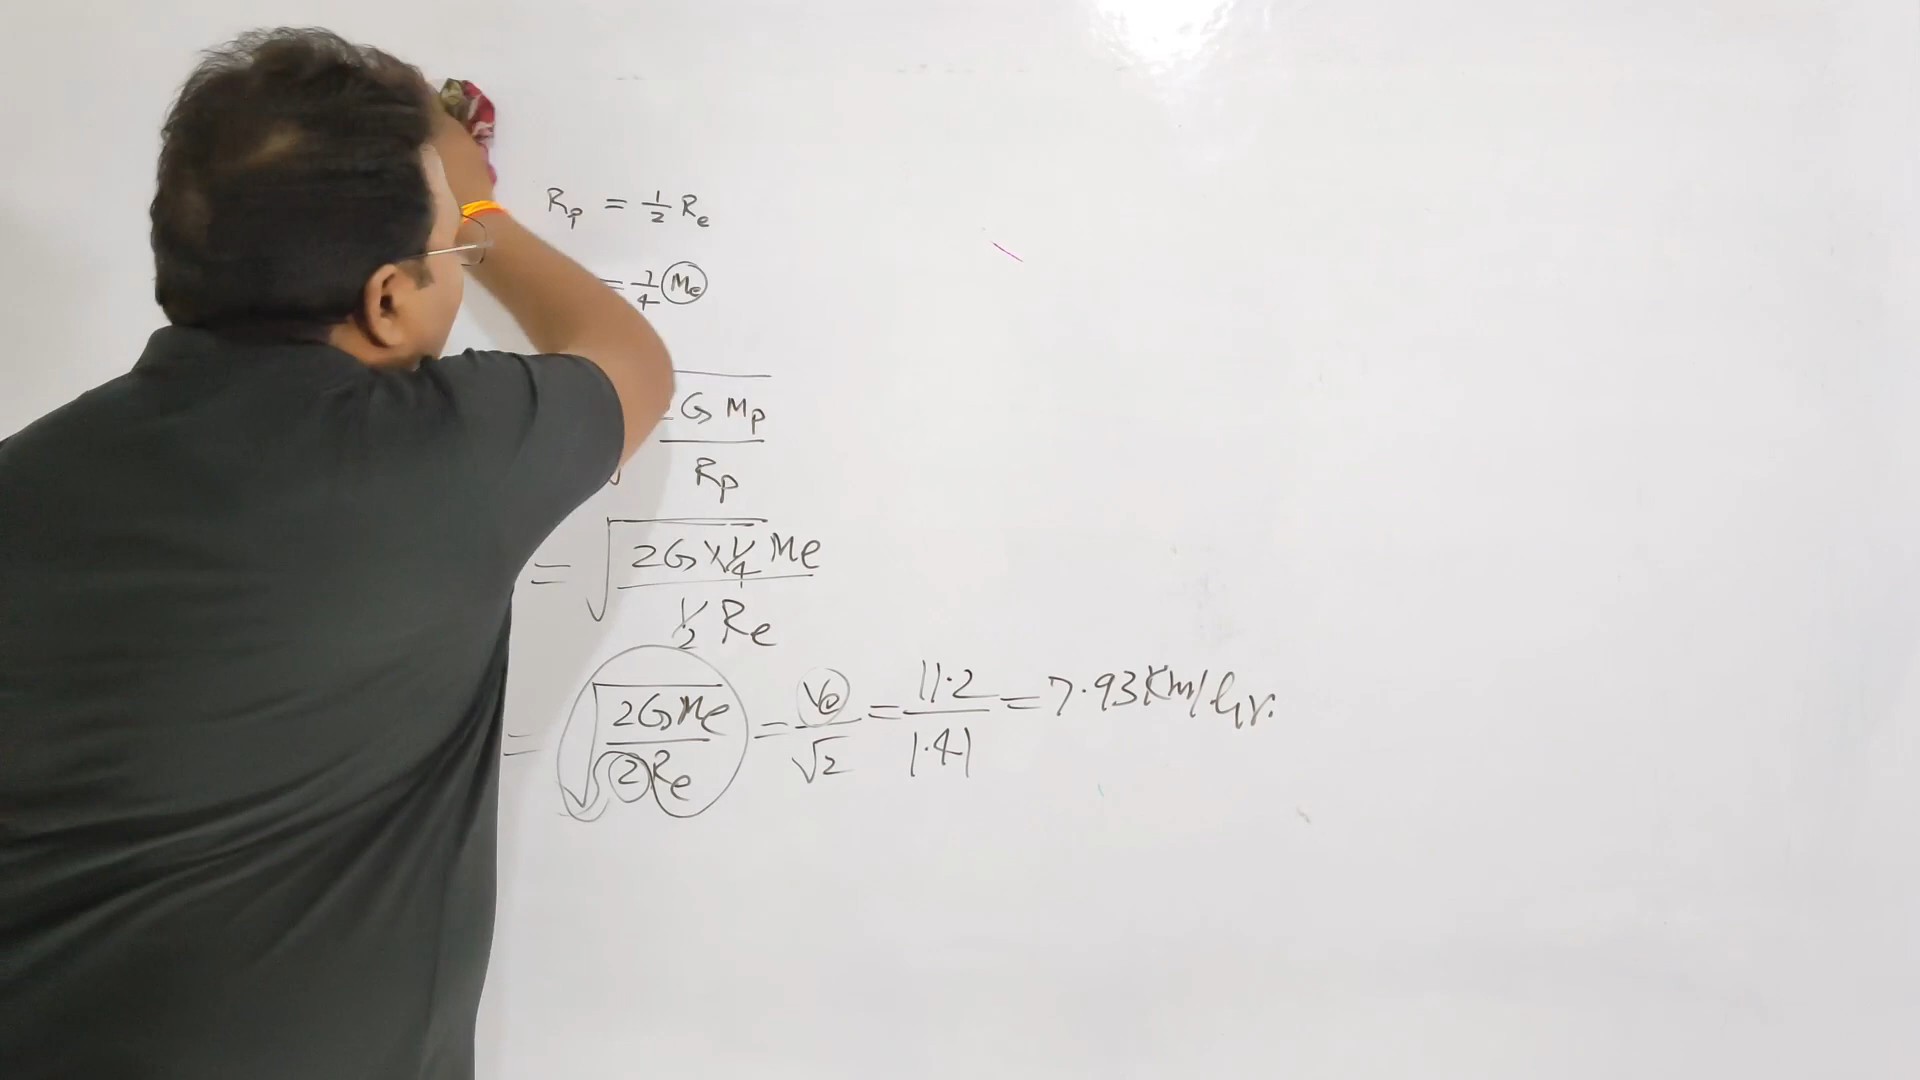 Rp = 1/2 Re
= 1/4 Me
G Mp
Rp
= √ 2G × 1/4 Me
1/2 Re
= √ 2GMe / 2Re = Ve / √2 = 11.2 / 1.41 = 7.93 Km/hr.